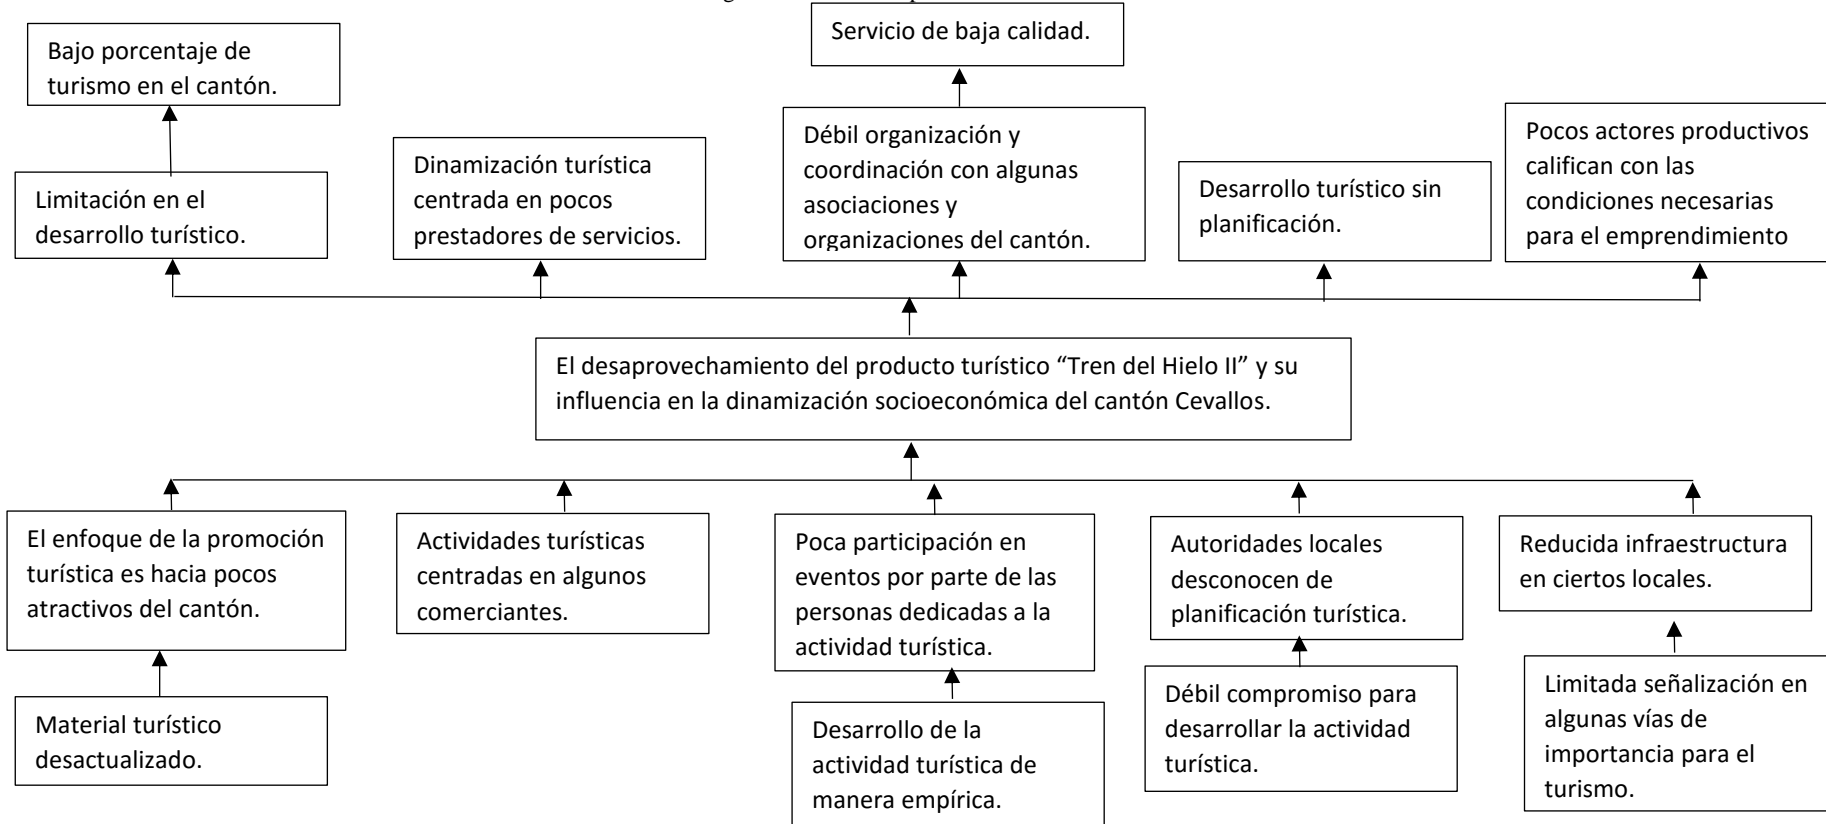 Servicio de baja calidad.
Bajo porcentaje de
turismo en el cantón.
Limitación en el
desarrollo turístico.
Dinamización turística
centrada en pocos
prestadores de servicios.
Débil organización y
coordinación con algunas
asociaciones y
organizaciones del cantón.
Desarrollo turístico sin
planificación.
Pocos actores productivos
califican con las
condiciones necesarias
para el emprendimiento
El desaprovechamiento del producto turístico “Tren del Hielo II” y su
influencia en la dinamización socioeconómica del cantón Cevallos.
El enfoque de la promoción
turística es hacia pocos
atractivos del cantón.
Actividades turísticas
centradas en algunos
comerciantes.
Poca participación en
eventos por parte de las
personas dedicadas a la
actividad turística.
Autoridades locales
desconocen de
planificación turística.
Reducida infraestructura
en ciertos locales.
Material turístico
desactualizado.
Desarrollo de la
actividad turística de
manera empírica.
Débil compromiso para
desarrollar la actividad
turística.
Limitada señalización en
algunas vías de
importancia para el
turismo.